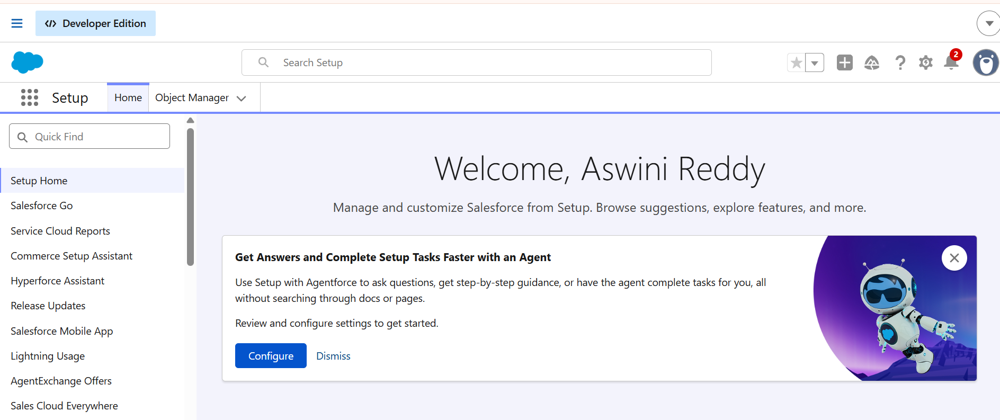 Developer Edition
Search Setup
2
Setup
Home
Object Manager
Quick Find
Setup Home
Salesforce Go
Service Cloud Reports
Commerce Setup Assistant
Hyperforce Assistant
Release Updates
Salesforce Mobile App
Lightning Usage
AgentExchange Offers
Sales Cloud Everywhere
Welcome, Aswini Reddy
Manage and customize Salesforce from Setup. Browse suggestions, explore features, and more.
Get Answers and Complete Setup Tasks Faster with an Agent
Use Setup with Agentforce to ask questions, get step-by-step guidance, or have the agent complete tasks for you, all
without searching through docs or pages.
Review and configure settings to get started.
Configure
Dismiss